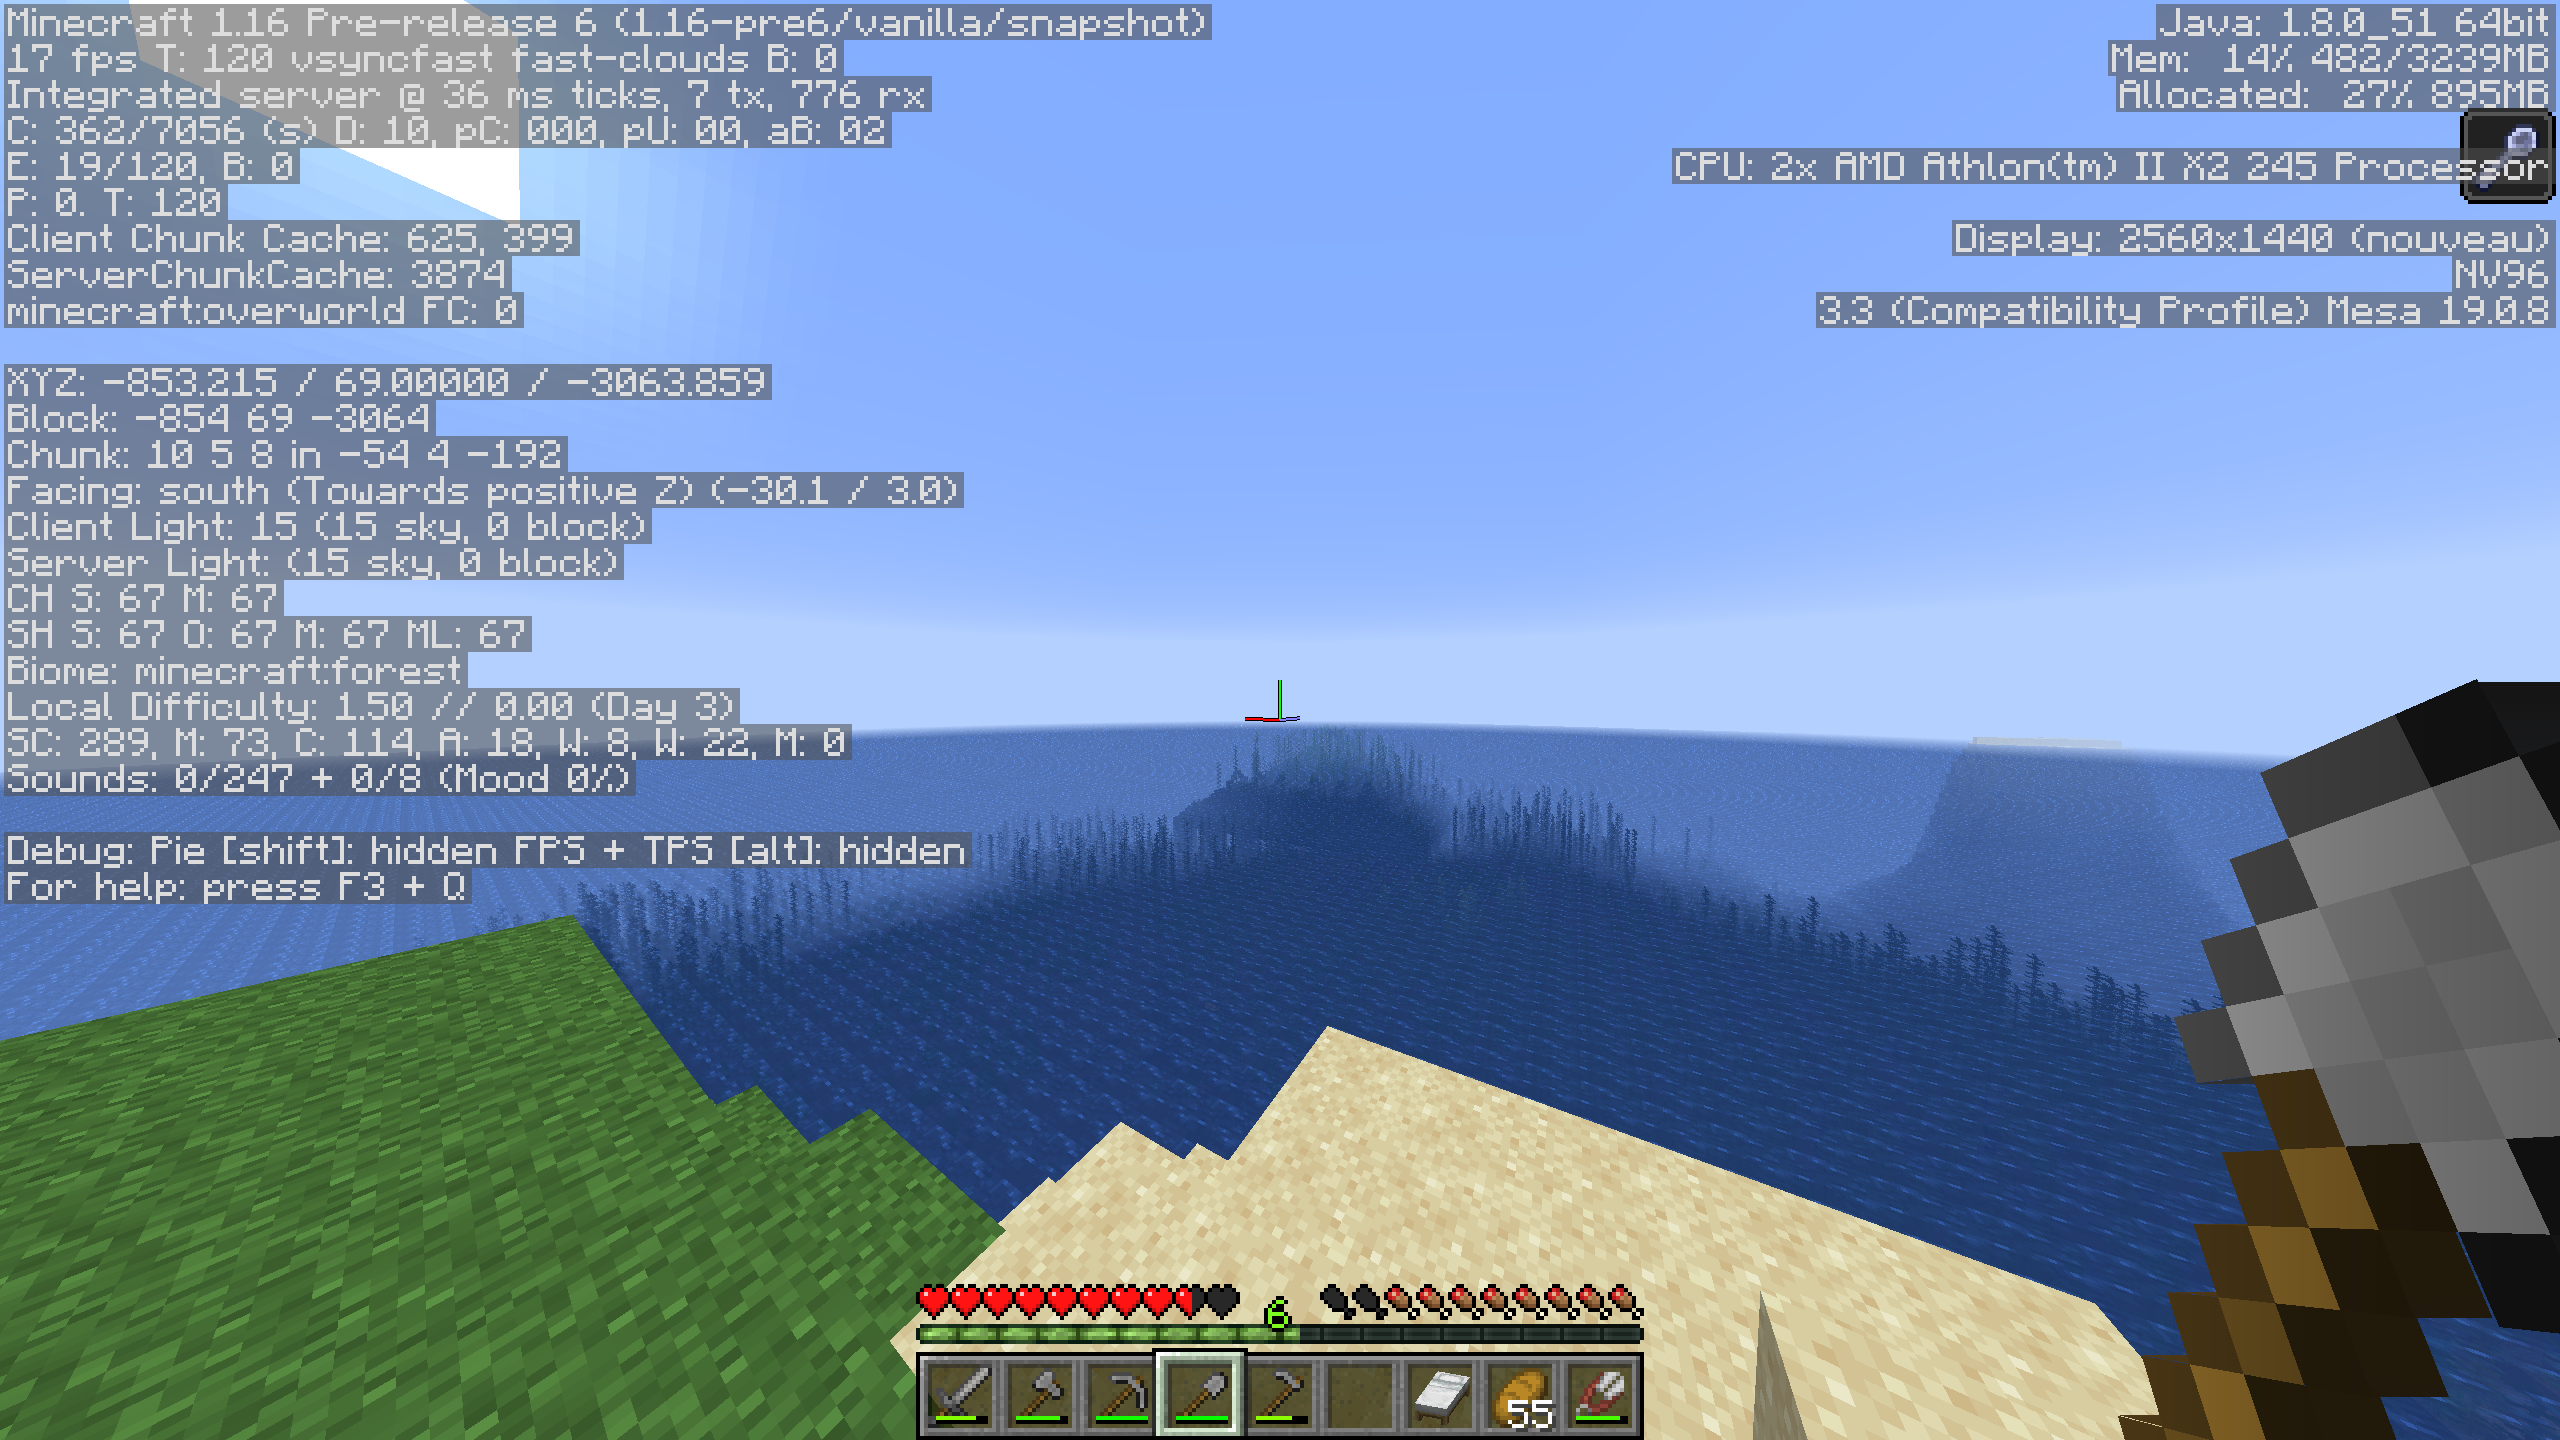 Minecraft 1.16 Pre-release 6 (1.16-pre6/vanilla/snapshot)
17 fps T: 120 vsyncfast fast-clouds B: 0
Integrated server @ 36 ms ticks, 7 tx, 776 rx
C: 362/7056 (s) D: 10, pC: 000, pU: 00, aB: 02
E: 19/120, B: 0
P: 0. T: 120
Client Chunk Cache: 625, 399
ServerChunkCache: 3874
minecraft:overworld FC: 0
XYZ: -853.215 / 69.00000 / -3063.859
Block: -854 69 -3064
Chunk: 10 5 8 in -54 4 -192
Facing: south (Towards positive Z) (-30.1 / 3.0)
Client Light: 15 (15 sky, 0 block)
Server Light: (15 sky, 0 block)
CH S: 67 M: 67
SH S: 67 O: 67 M: 67 ML: 67
Biome: minecraft:forest
Local Difficulty: 1.50 // 0.00 (Day 3)
SC: 289, M: 73, C: 114, A: 18, W: 8, W: 22, M: 0
Sounds: 0/247 + 0/8 (Mood 0%)
Debug: Pie [shift]: hidden FPS + TPS [alt]: hidden
For help: press F3 + Q
Java: 1.8.0_51 64bit
Mem: 14% 482/3239MB
Allocated: 27% 895MB
CPU: 2x AMD Athlon(tm) II X2 245 Processor
Display: 2560x1440 (nouveau)
NV96
3.3 (Compatibility Profile) Mesa 19.0.8
6
55